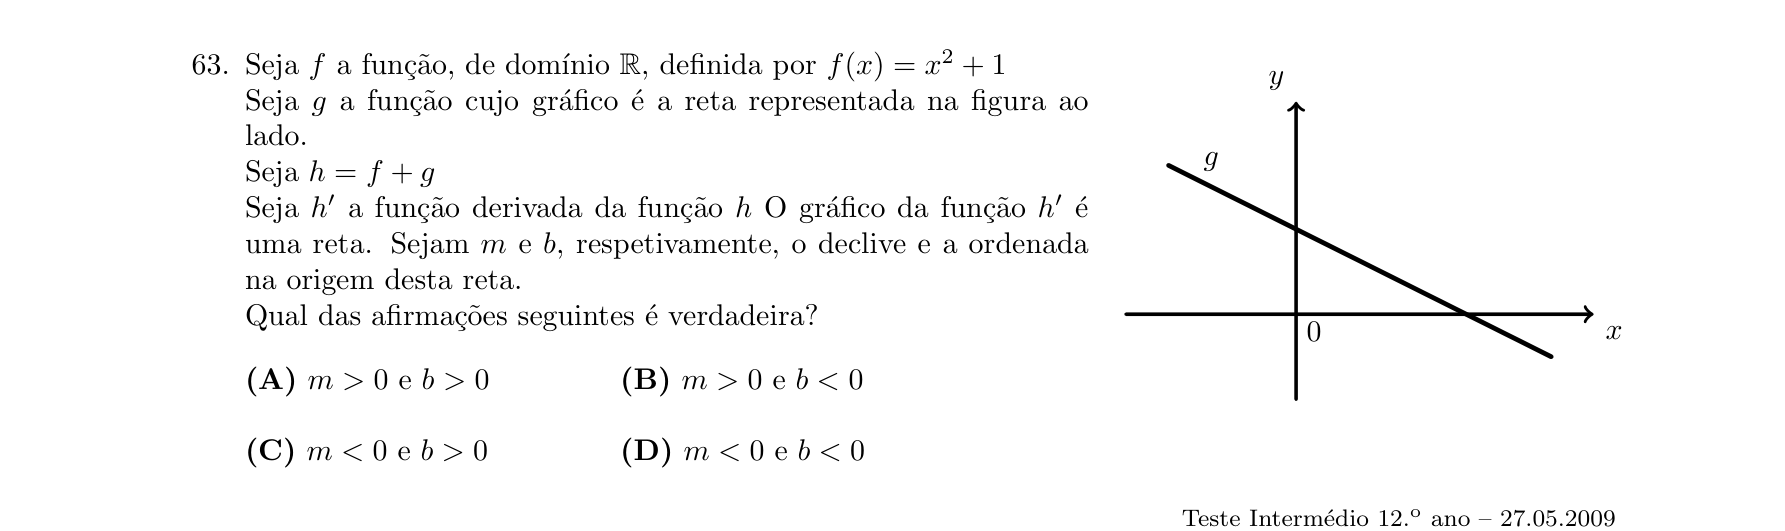 63. Seja f a função, de domínio ℝ, definida por f(x) = x² + 1
Seja g a função cujo gráfico é a reta representada na figura ao
lado.
Seja h = f + g
Seja h′ a função derivada da função h O gráfico da função h′ é
uma reta. Sejam m e b, respetivamente, o declive e a ordenada
na origem desta reta.
Qual das afirmações seguintes é verdadeira?
(A) m > 0 e b > 0 (B) m > 0 e b < 0
(C) m < 0 e b > 0 (D) m < 0 e b < 0
y
g
0
x
Teste Intermédio 12.º ano – 27.05.2009